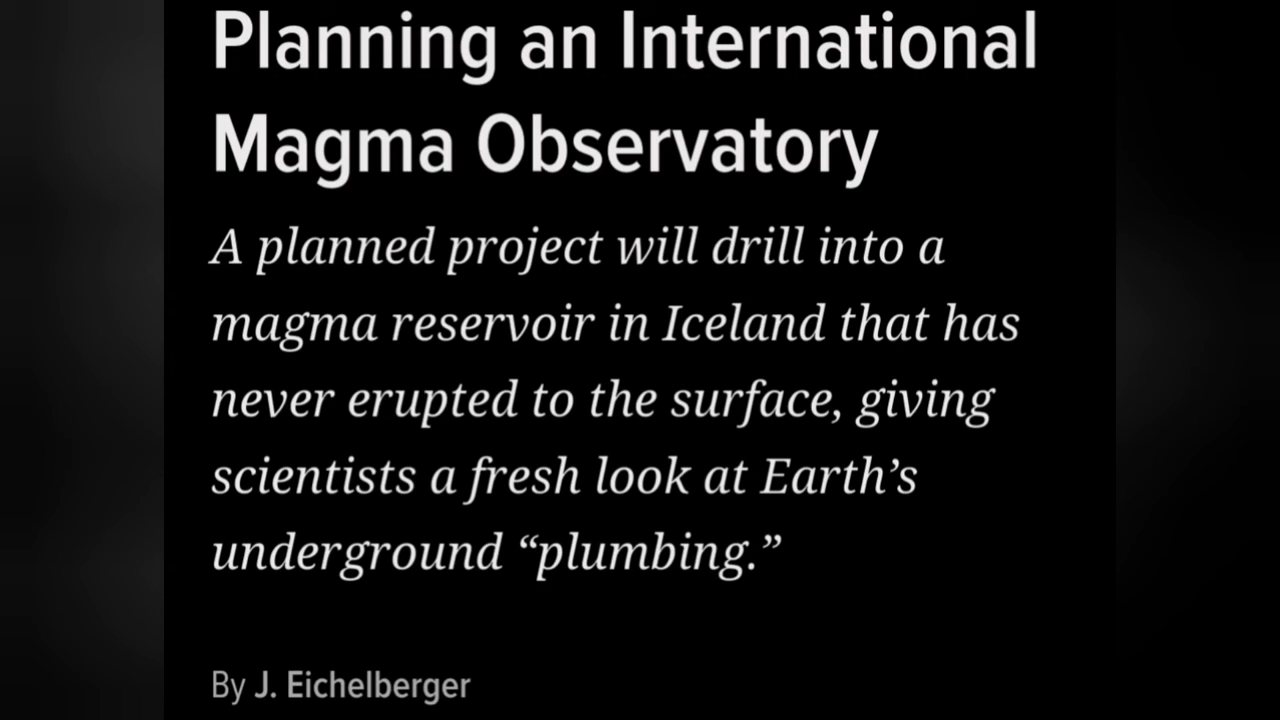 Planning an International
Magma Observatory
A planned project will drill into a
magma reservoir in Iceland that has
never erupted to the surface, giving
scientists a fresh look at Earth’s
underground “plumbing.”
By J. Eichelberger